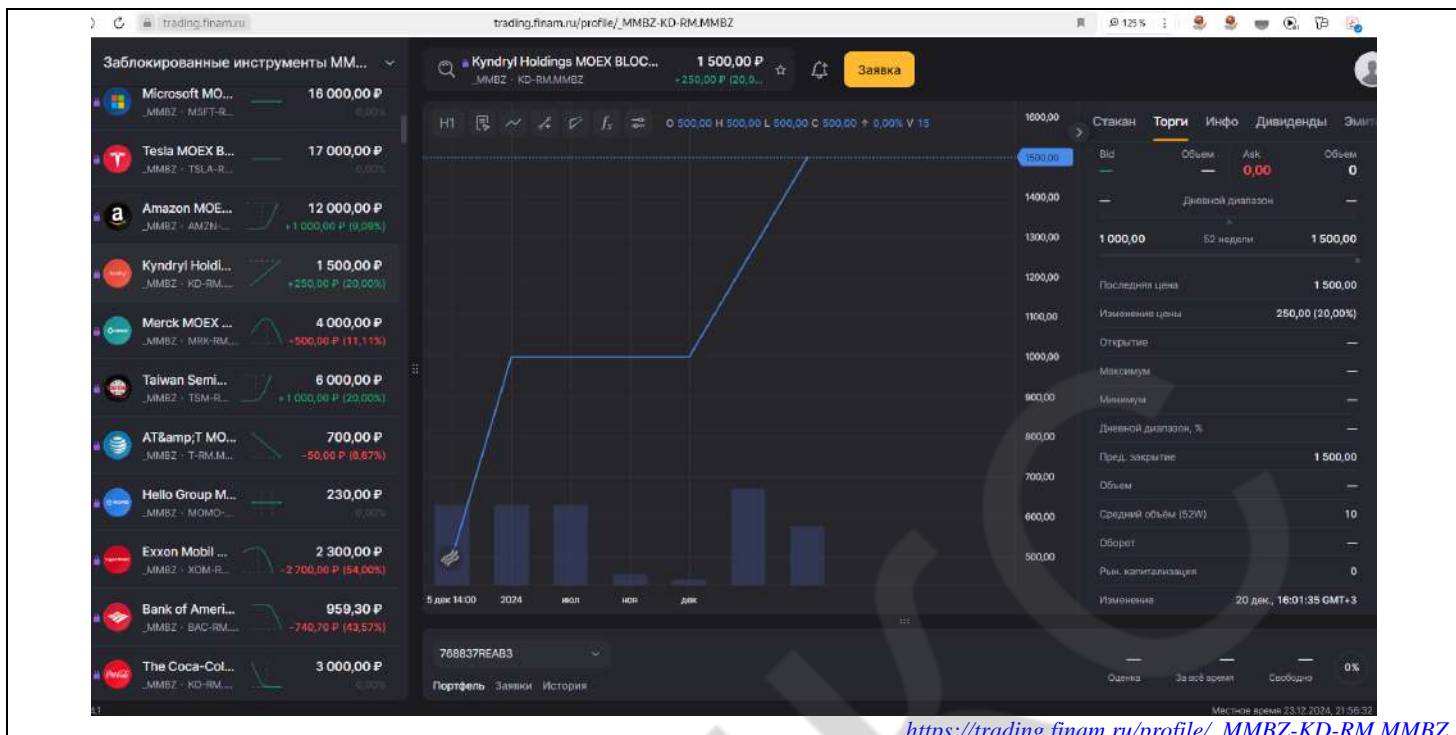 trading.finam.ru
trading.finam.ru/profile/_MMBZ-KD-RM.MMBZ
125 %
Заблокированные инструменты ММ...
Microsoft MO...
16 000,00 ₽
_MMBZ · MSFT-R...
0,00%
Tesla MOEX B...
17 000,00 ₽
_MMBZ · TSLA-R...
0,00%
Amazon MOE...
12 000,00 ₽
_MMBZ · AMZN-...
+1 000,00 ₽ (9,09%)
Kyndryl Holdi...
1 500,00 ₽
_MMBZ · KD-RM....
+250,00 ₽ (20,00%)
Merck MOEX ...
4 000,00 ₽
_MMBZ · MRK-RM....
-500,00 ₽ (11,11%)
Taiwan Semi...
6 000,00 ₽
_MMBZ · TSM-R...
+1 000,00 ₽ (20,00%)
AT&amp;T MO...
700,00 ₽
_MMBZ · T-RM.M...
-50,00 ₽ (6,67%)
Hello Group M...
230,00 ₽
_MMBZ · MOMO-...
0,00%
Exxon Mobil ...
2 300,00 ₽
_MMBZ · XOM-R...
-2 700,00 ₽ (54,00%)
Bank of Ameri...
959,30 ₽
_MMBZ · BAC-RM....
-740,70 ₽ (43,57%)
The Coca-Col...
3 000,00 ₽
_MMBZ · KO-RM....
0,00%
Kyndryl Holdings MOEX BLOC...
1 500,00 ₽
_MMBZ · KD-RM.MMBZ
+250,00 ₽ (20,0...
Заявка
H1
O 500,00 H 500,00 L 500,00 C 500,00 0,00% V 15
1600,00
1500,00
1400,00
1300,00
1200,00
1100,00
1000,00
900,00
800,00
700,00
600,00
500,00
5 дек 14:00
2024
июл
ноя
дек
Стакан Торги Инфо Дивиденды Эмит
Bid Объем Ask Объем
— — 0,00 0
— Дневной диапазон —
1 000,00 52 недели 1 500,00
Последняя цена 1 500,00
Изменение цены 250,00 (20,00%)
Открытие —
Максимум —
Минимум —
Дневной диапазон, % —
Пред. закрытие 1 500,00
Объем —
Средний объём (52W) 10
Оборот —
Рын. капитализация 0
Изменения 20 дек., 16:01:35 GMT+3
768837REAB3
Портфель Заявки История
— — — 0%
Оценка За всё время Свободно
Местное время 23.12.2024, 21:56:32
https://trading.finam.ru/profile/_MMBZ-KD-RM.MMBZ